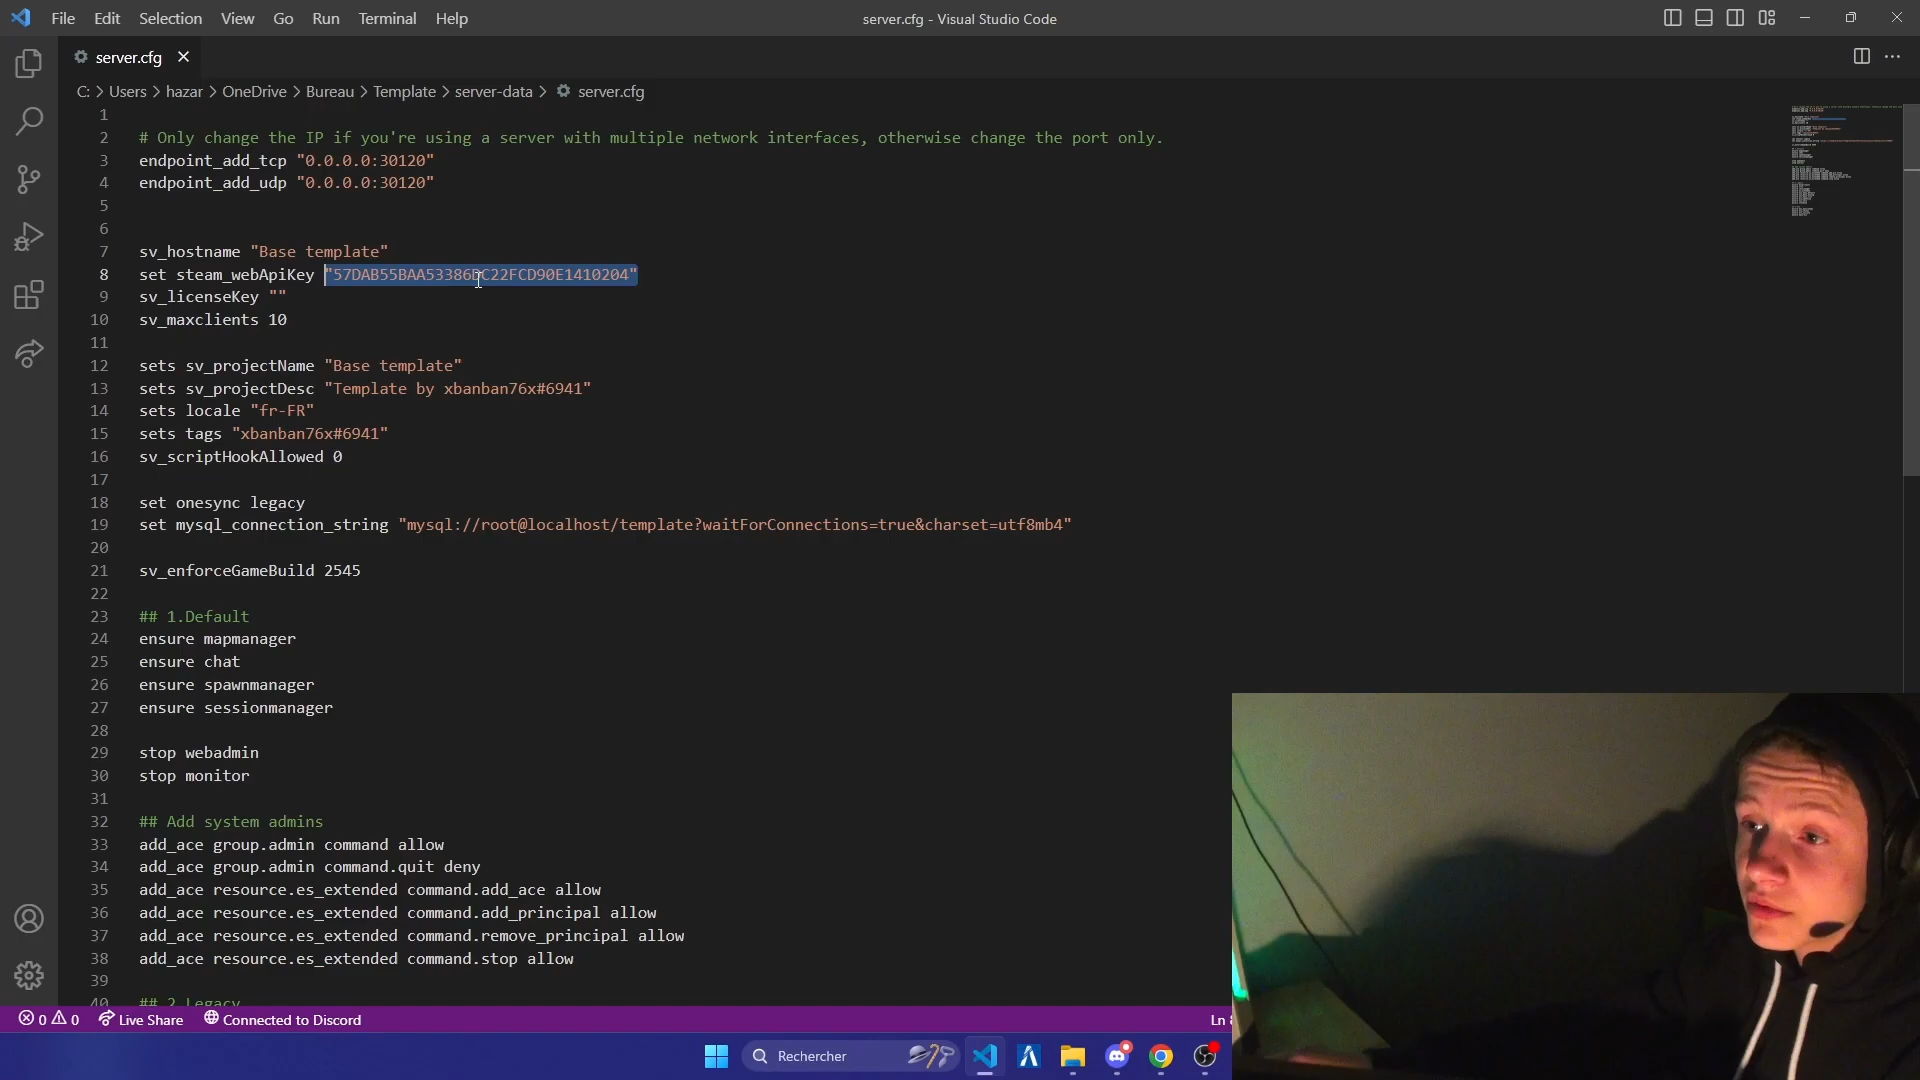 File Edit Selection View Go Run Terminal Help
server.cfg - Visual Studio Code
server.cfg
C: > Users > hazar > OneDrive > Bureau > Template > server-data > server.cfg
1
2 # Only change the IP if you're using a server with multiple network interfaces, otherwise change the port only.
3 endpoint_add_tcp "0.0.0.0:30120"
4 endpoint_add_udp "0.0.0.0:30120"
5
6
7 sv_hostname "Base template"
8 set steam_webApiKey "57DAB55BAA53386DC22FCD90E1410204"
9 sv_licenseKey ""
10 sv_maxclients 10
11
12 sets sv_projectName "Base template"
13 sets sv_projectDesc "Template by xbanban76x#6941"
14 sets locale "fr-FR"
15 sets tags "xbanban76x#6941"
16 sv_scriptHookAllowed 0
17
18 set onesync legacy
19 set mysql_connection_string "mysql://root@localhost/template?waitForConnections=true&charset=utf8mb4"
20
21 sv_enforceGameBuild 2545
22
23 ## 1.Default
24 ensure mapmanager
25 ensure chat
26 ensure spawnmanager
27 ensure sessionmanager
28
29 stop webadmin
30 stop monitor
31
32 ## Add system admins
33 add_ace group.admin command allow
34 add_ace group.admin command.quit deny
35 add_ace resource.es_extended command.add_ace allow
36 add_ace resource.es_extended command.add_principal allow
37 add_ace resource.es_extended command.remove_principal allow
38 add_ace resource.es_extended command.stop allow
39
40 ## 2.Legacy
0 0 Live Share Connected to Discord Ln
Rechercher